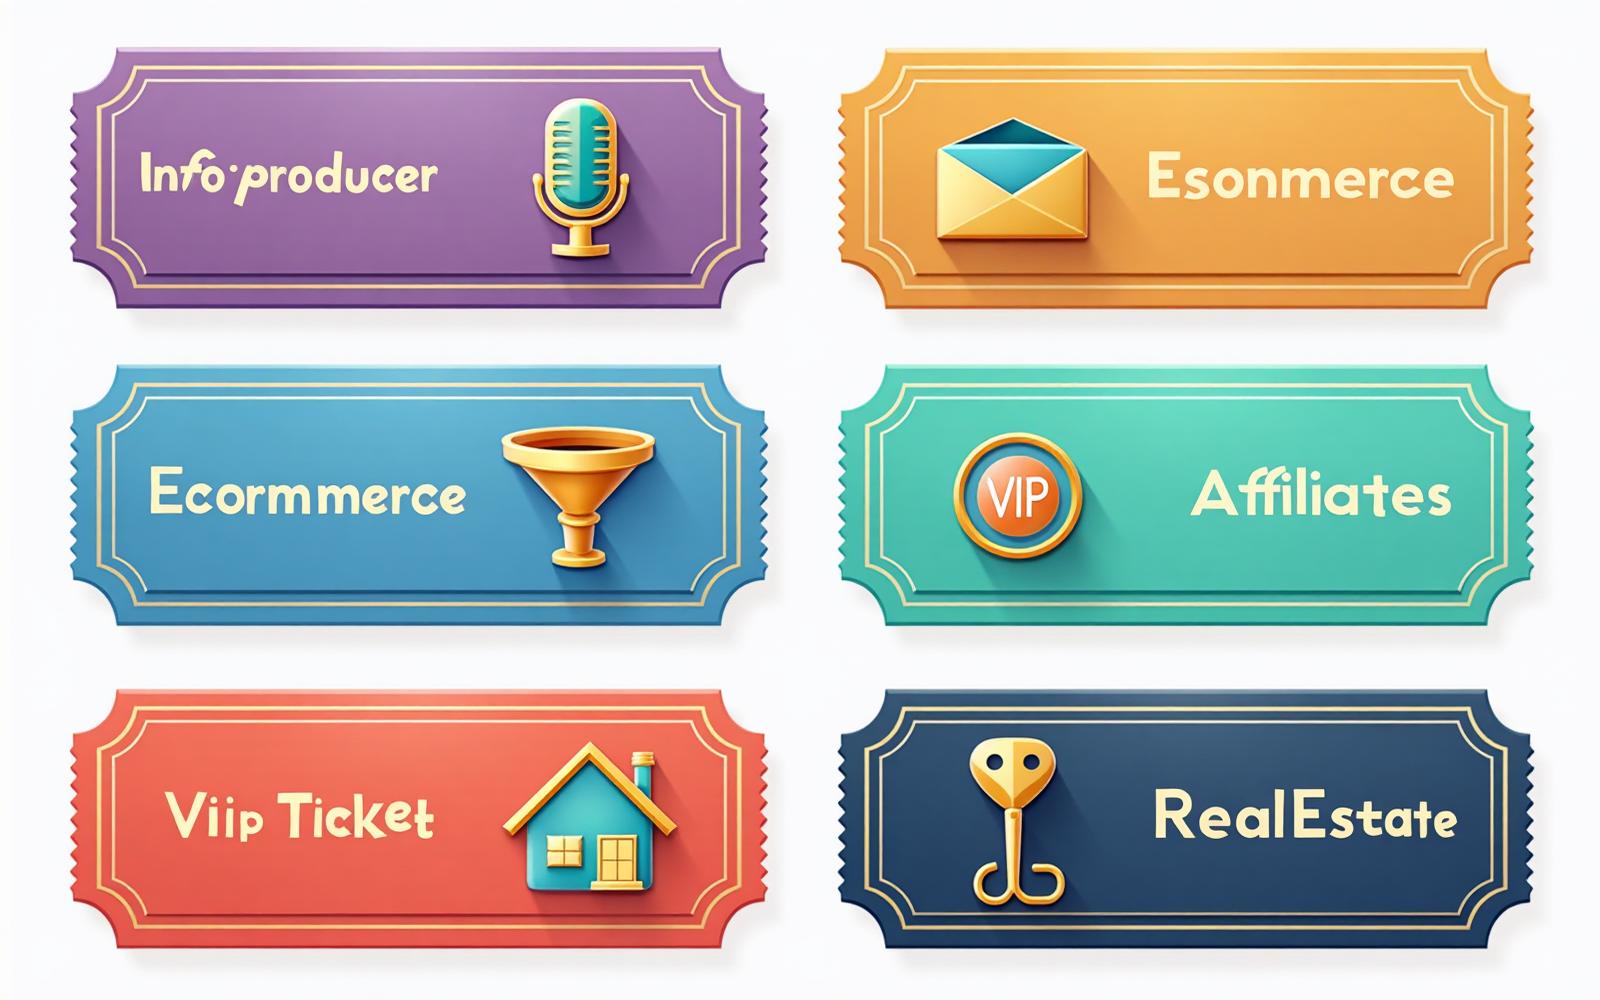 Info·producer
Esonmerce
Ecormmerce
VIP
Affiliates
Viip Ticket
RealEstate